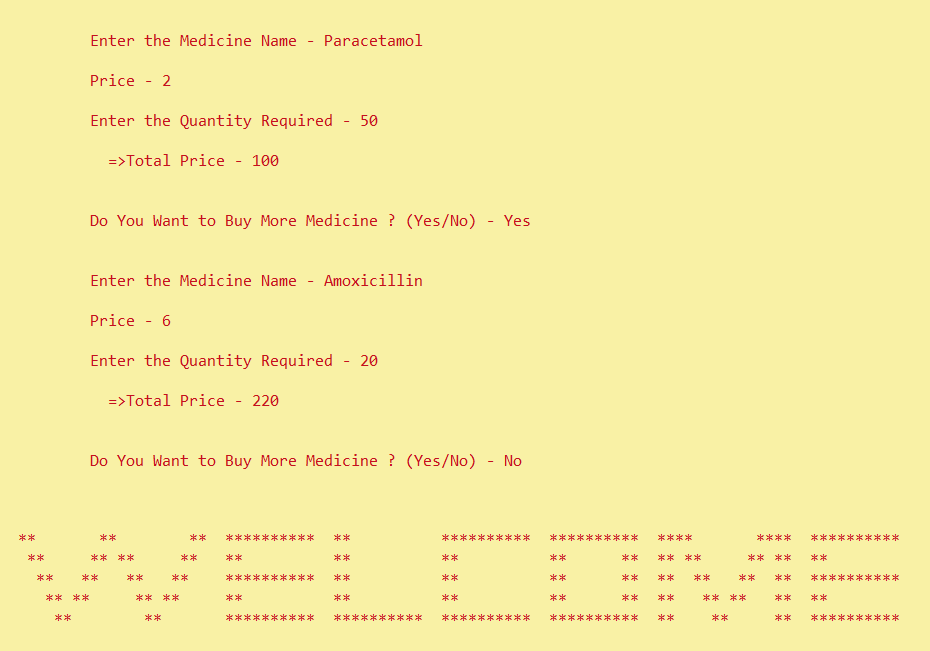 Enter the Medicine Name - Paracetamol
Price - 2
Enter the Quantity Required - 50
=>Total Price - 100
Do You Want to Buy More Medicine ? (Yes/No) - Yes
Enter the Medicine Name - Amoxicillin
Price - 6
Enter the Quantity Required - 20
=>Total Price - 220
Do You Want to Buy More Medicine ? (Yes/No) - No
WELCOME